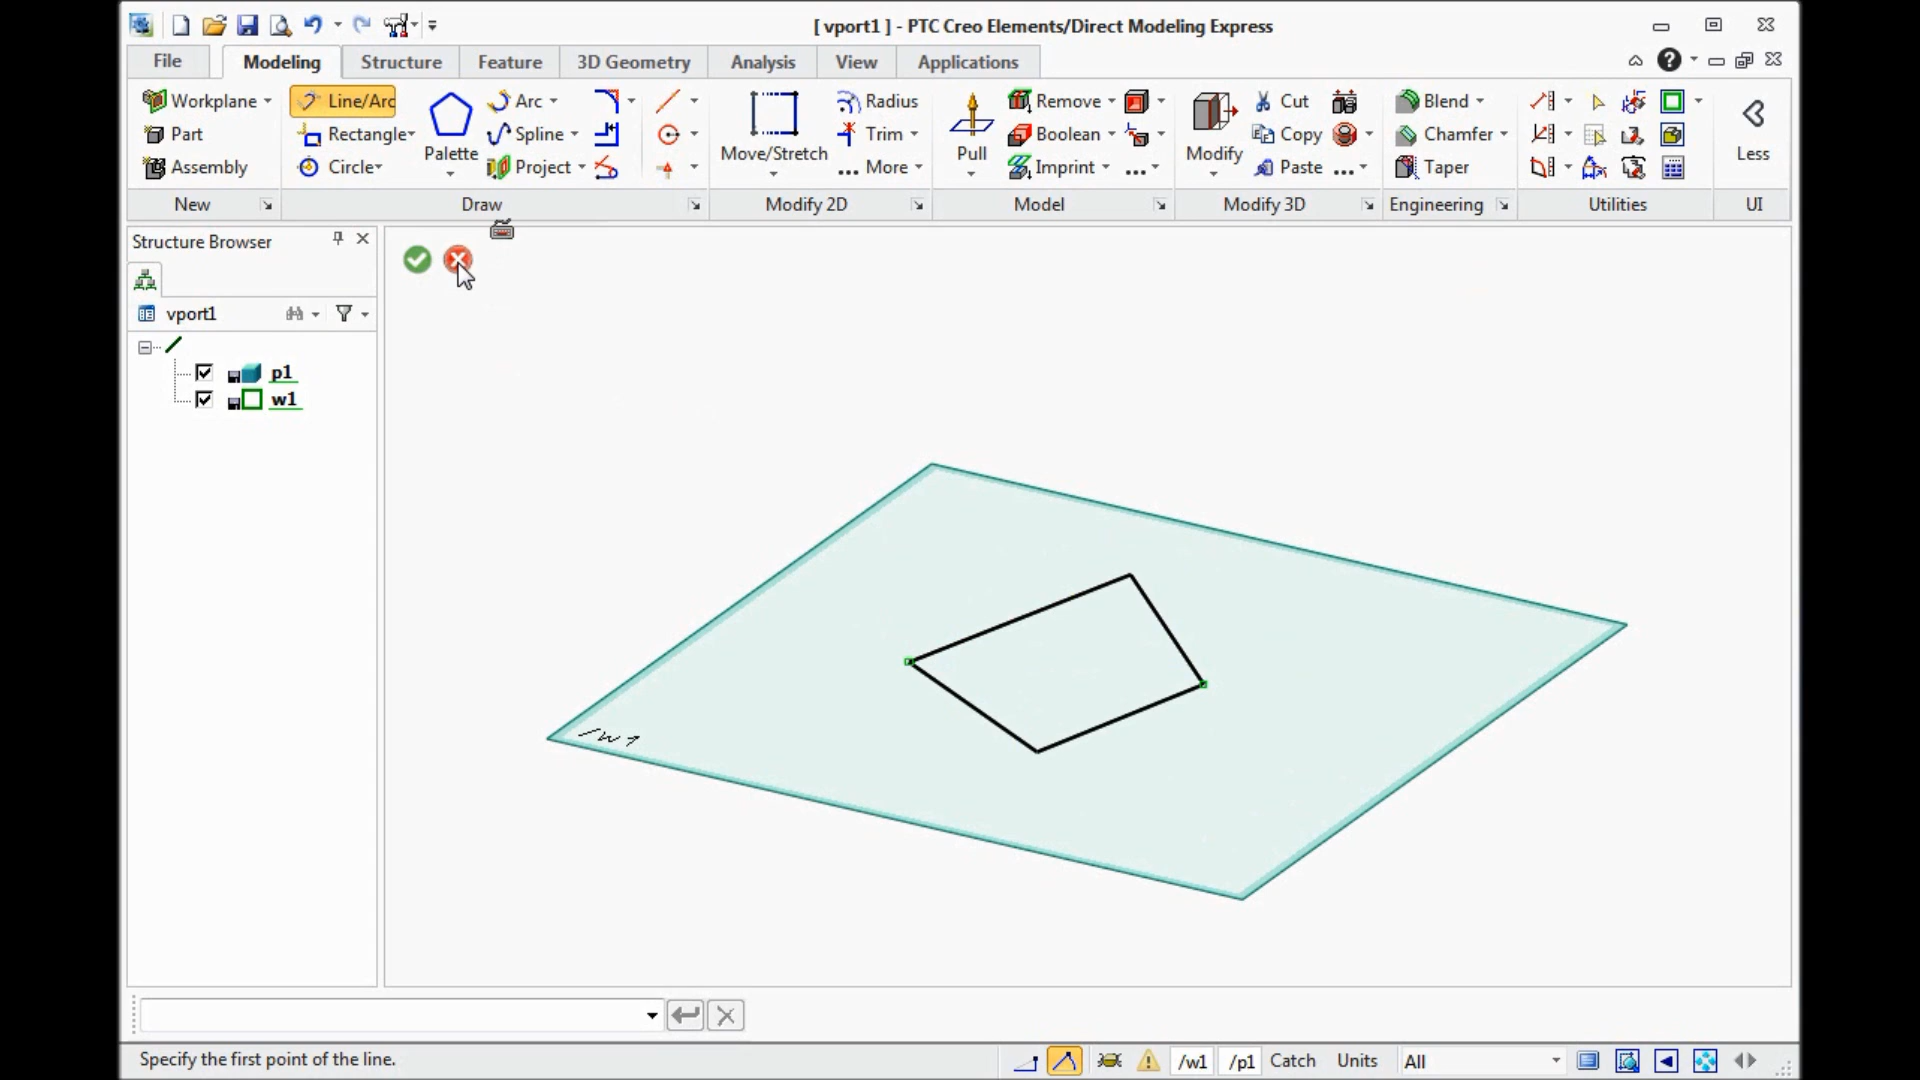 [ vport1 ] - PTC Creo Elements/Direct Modeling Express
File Modeling Structure Feature 3D Geometry Analysis View Applications
Workplane Line/Arc Arc Radius Remove Cut Blend
Part Rectangle Spline Trim Boolean Copy Chamfer
Palette Move/Stretch Pull Modify Less
Assembly Circle Project ... More Imprint ... Paste ... Taper
New Draw Modify 2D Model Modify 3D Engineering Utilities UI
Structure Browser
vport1
p1
w1
/w1
Specify the first point of the line.
/w1 /p1 Catch Units All